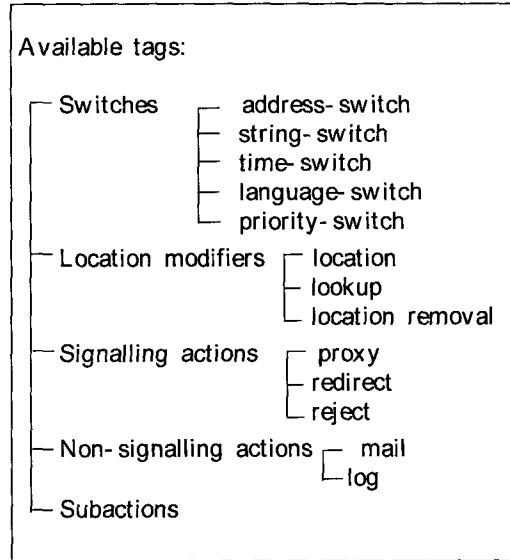 Available tags:
Switches
address-switch
string-switch
time-switch
language-switch
priority-switch
Location modifiers
location
lookup
location removal
Signalling actions
proxy
redirect
reject
Non-signalling actions
mail
log
Subactions